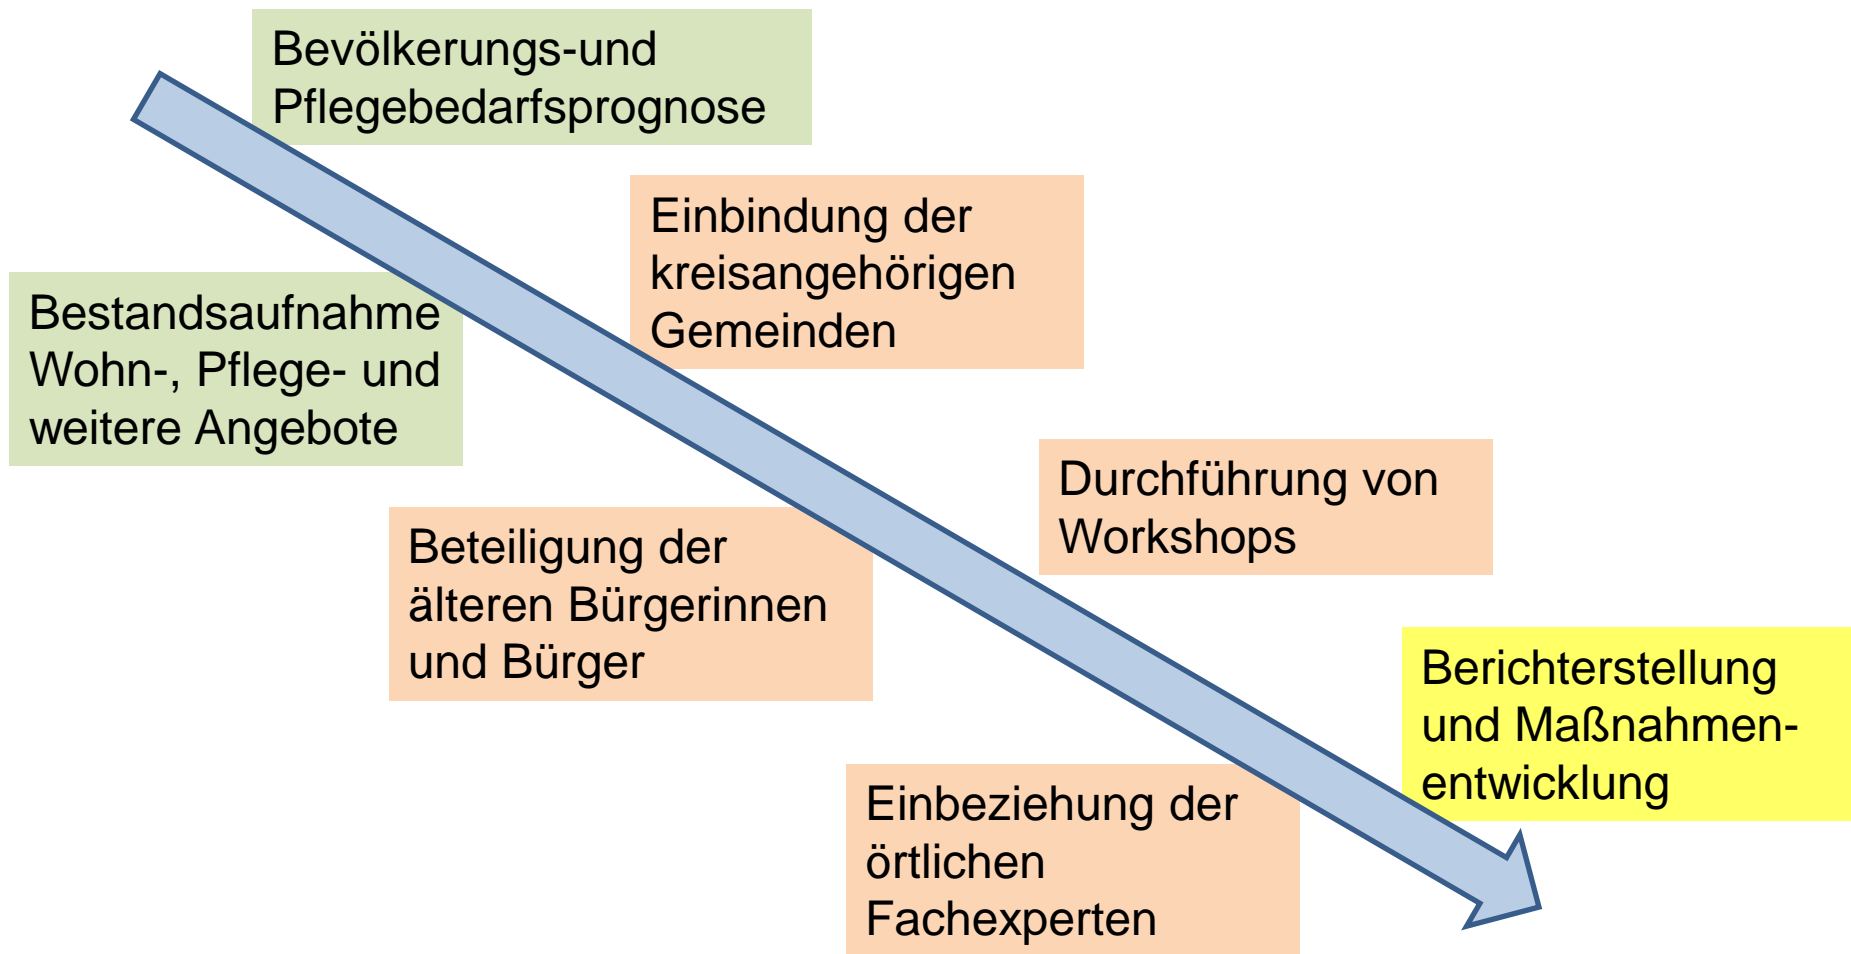 Bevölkerungs-und
Pflegebedarfsprognose
Einbindung der
kreisangehörigen
Gemeinden
Bestandsaufnahme
Wohn-, Pflege- und
weitere Angebote
Durchführung von
Workshops
Beteiligung der
älteren Bürgerinnen
und Bürger
Berichterstellung
und Maßnahmen-
entwicklung
Einbeziehung der
örtlichen
Fachexperten